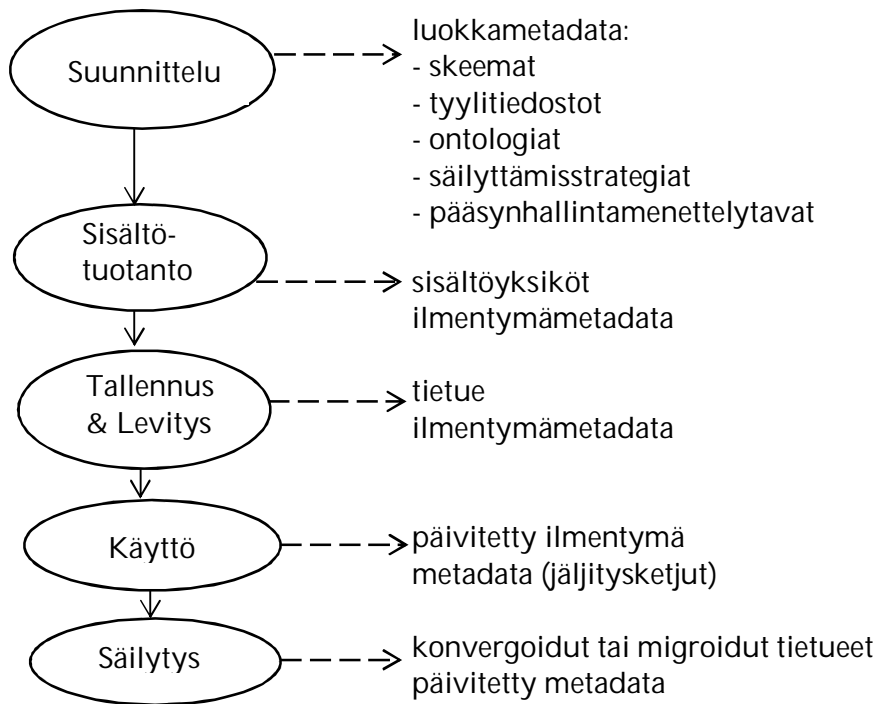 Suunnittelu
luokkametadata:
- skeemat
- tyylitiedostot
- ontologiat
- säilyttämisstrategiat
- pääsynhallintamenettelytavat
Sisältö-
tuotanto
sisältöyksiköt
ilmentymämetadata
Tallennus
& Levitys
tietue
ilmentymämetadata
Käyttö
päivitetty ilmentymä
metadata (jäljitysketjut)
Säilytys
konvergoidut tai migroidut tietueet
päivitetty metadata